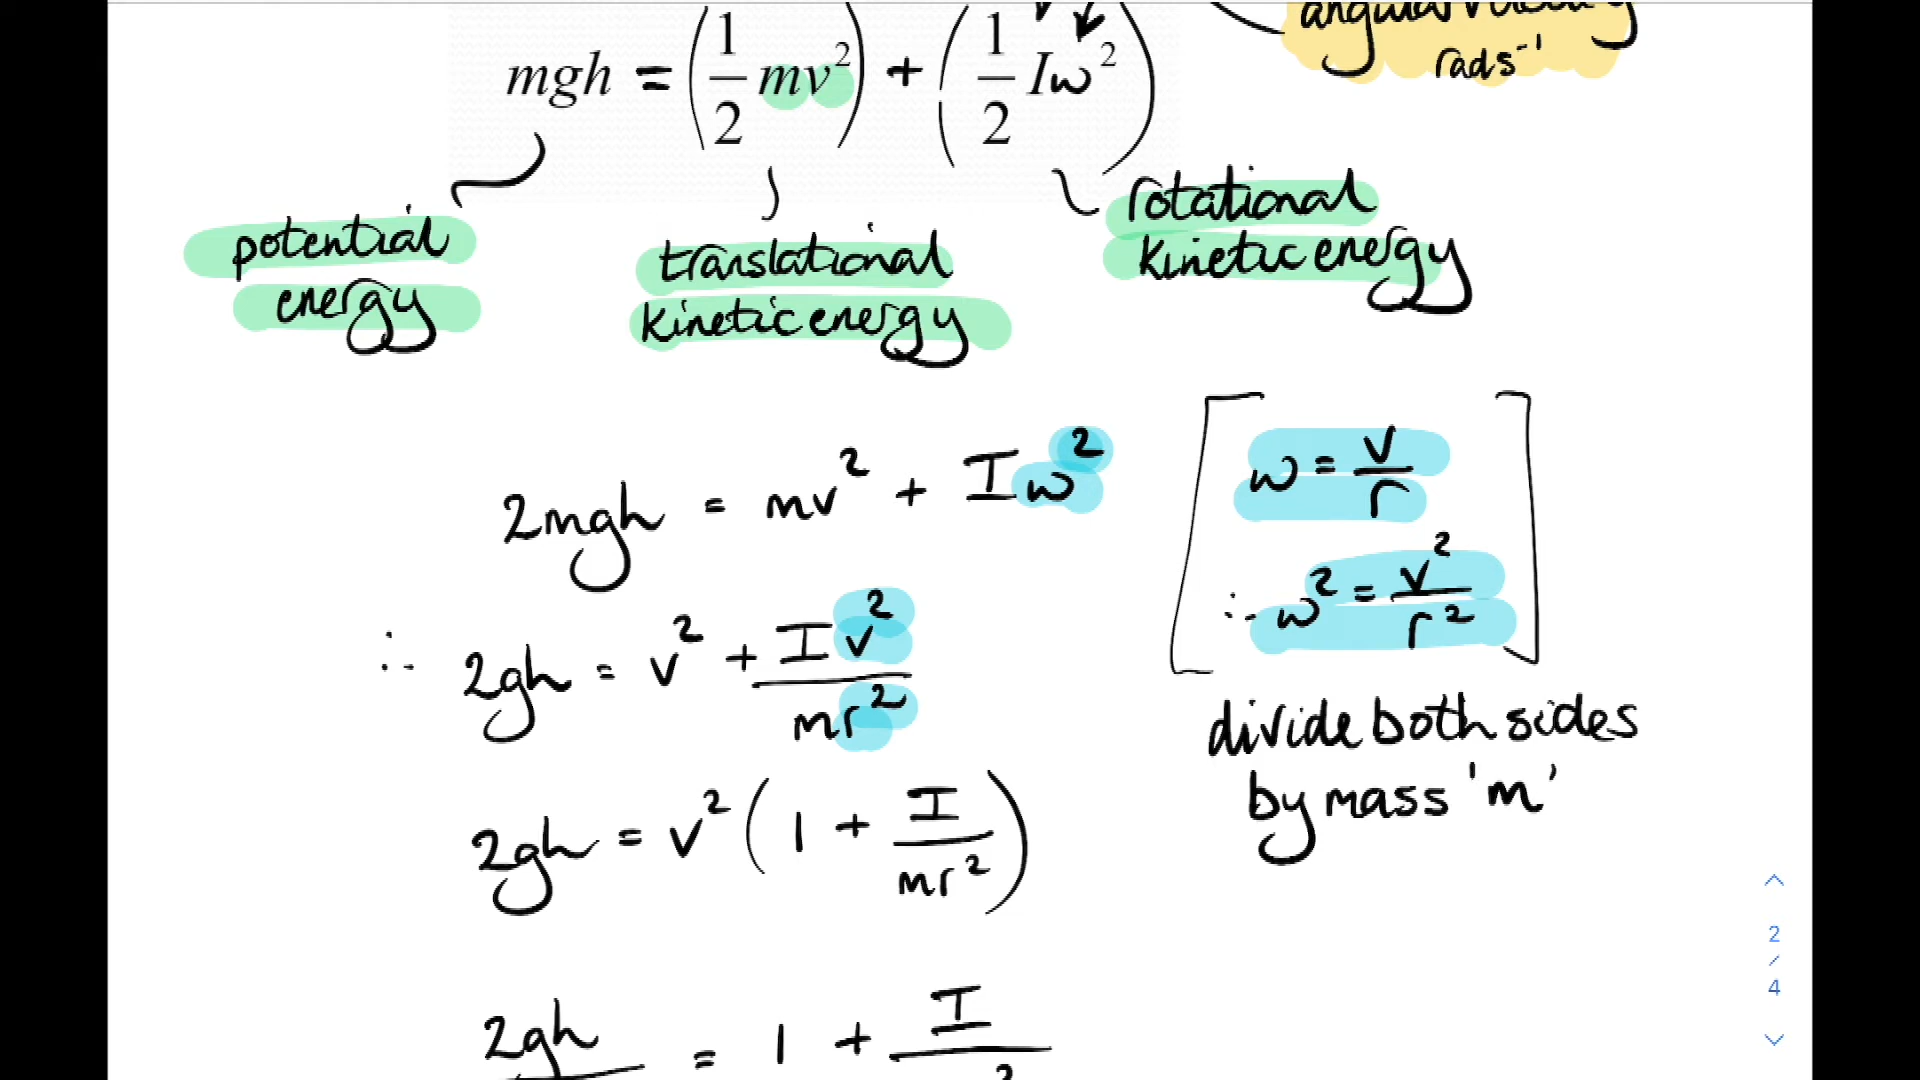 angular velocity
rads⁻¹
mgh = (1/2 mv²) + (1/2 Iω²)
potential
energy
translational
kinetic energy
rotational
kinetic energy
2mgh = mv² + Iω²
[ω = v/r
∴ ω² = v²/r²]
∴ 2gh = v² + Iv²/mr²
divide both sides
by mass 'm'
2gh = v² (1 + I/mr²)
2gh = 1 + I
2
/
4